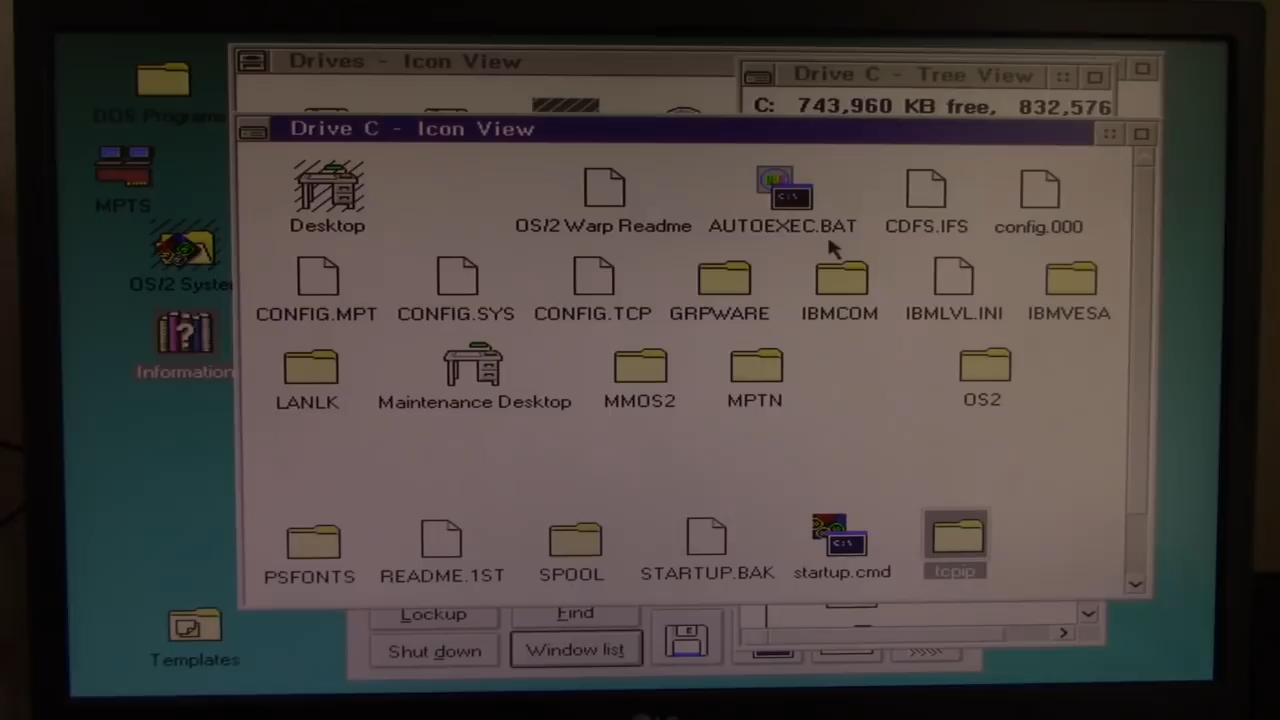 Drives - Icon View
Drive C - Tree View
C: 743,960 KB free, 832,576
Drive C - Icon View
DOS Programs
MPTS
OS/2 Syste
Information
Templates
Desktop
OS/2 Warp Readme
AUTOEXEC.BAT
CDFS.IFS
config.000
CONFIG.MPT
CONFIG.SYS
CONFIG.TCP
GRPWARE
IBMCOM
IBMLVL.INI
IBMVESA
LANLK
Maintenance Desktop
MMOS2
MPTN
OS2
PSFONTS
README.1ST
SPOOL
STARTUP.BAK
startup.cmd
tcpip
Lockup
Find
Shut down
Window list